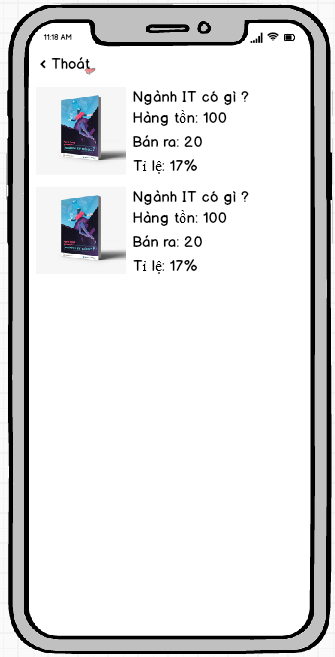 11:18 AM
Thoát
Ngành IT có gì ?
Hàng tồn: 100
Bán ra: 20
Tỉ lệ: 17%
Ngành IT có gì ?
Hàng tồn: 100
Bán ra: 20
Tỉ lệ: 17%